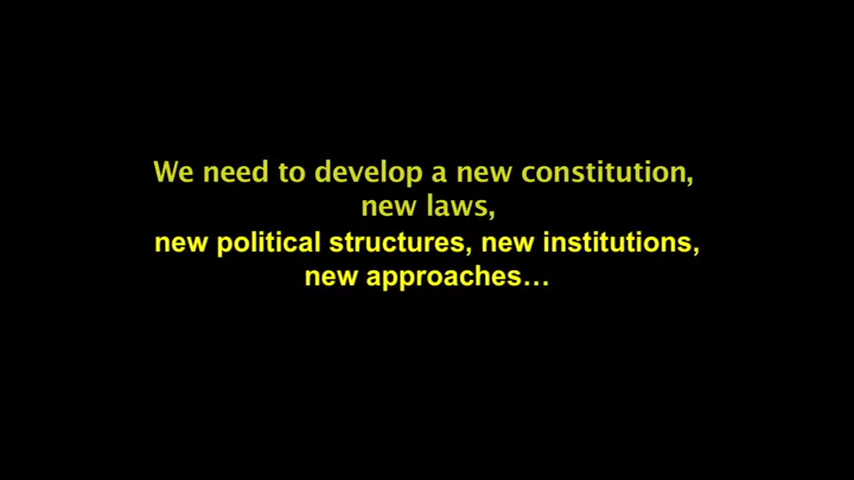 We need to develop a new constitution,
new laws,
new political structures, new institutions,
new approaches…